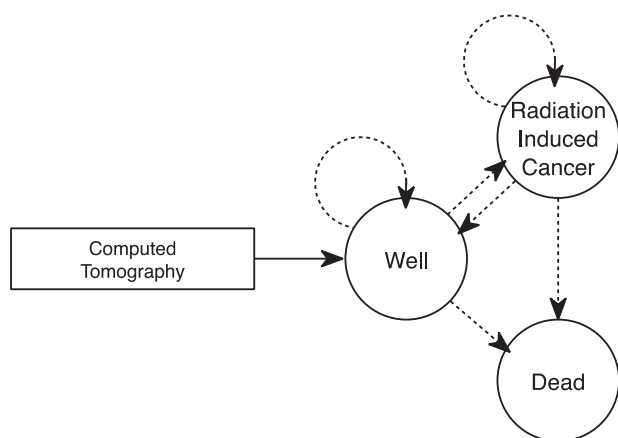 Radiation
Induced
Cancer
Computed
Tomography
Well
Dead